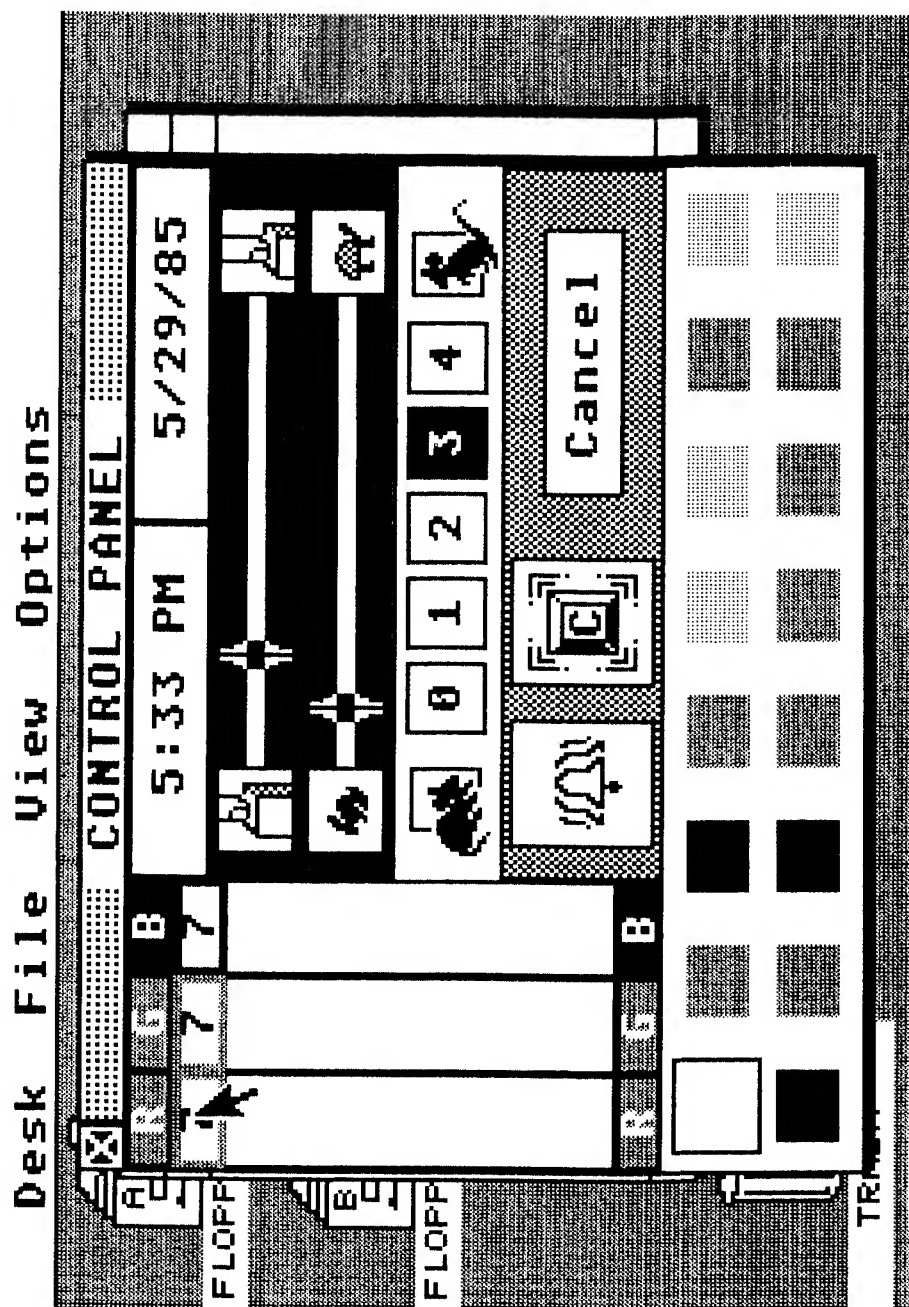 Desk File View Options
CONTROL PANEL
R G B 5:33 PM 5/29/85
7 7
0 1 2 3 4
C Cancel
R G B
A
FLOPP
B
FLOPP